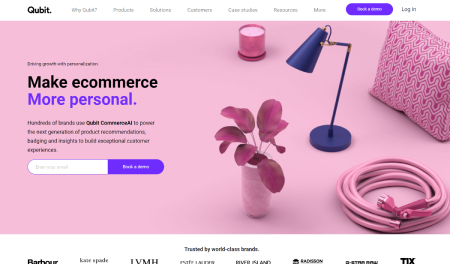 Qubit.
Why Qubit?
Products
Solutions
Customers
Case studies
Resources
More
Book a demo
Log In
Driving growth with personalization
Make ecommerce
More personal.
Hundreds of brands use Qubit CommerceAI to power
the next generation of product recommendations,
badging and insights to build exceptional customer
experiences.
Enter your email
Book a demo
Trusted by world-class brands.
Barbour
kate spade
LVMH
ESTÉE LAUDER
RIVER ISLAND
RADISSON
G-STAR RAW
TJX